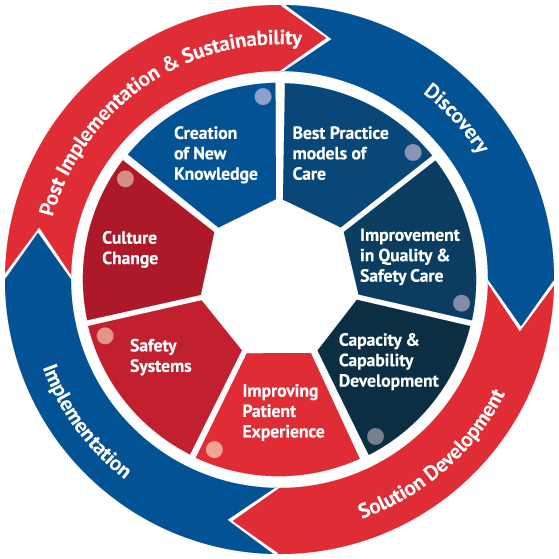 Post Implementation & Sustainability
Discovery
Solution Development
Implementation
Creation
of New
Knowledge
Best Practice
models of
Care
Improvement
in Quality &
Safety Care
Capacity &
Capability
Development
Improving
Patient
Experience
Safety
Systems
Culture
Change